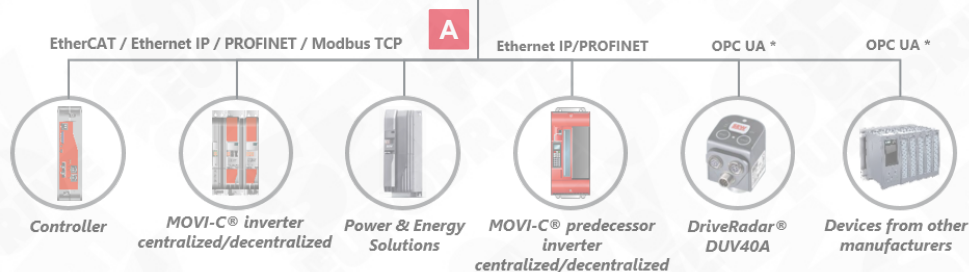 A
EtherCAT / Ethernet IP / PROFINET / Modbus TCP
Ethernet IP/PROFINET
OPC UA *
OPC UA *
Controller
MOVI-C® inverter
centralized/decentralized
Power & Energy
Solutions
MOVI-C® predecessor
inverter
centralized/decentralized
DriveRadar®
DUV40A
Devices from other
manufacturers